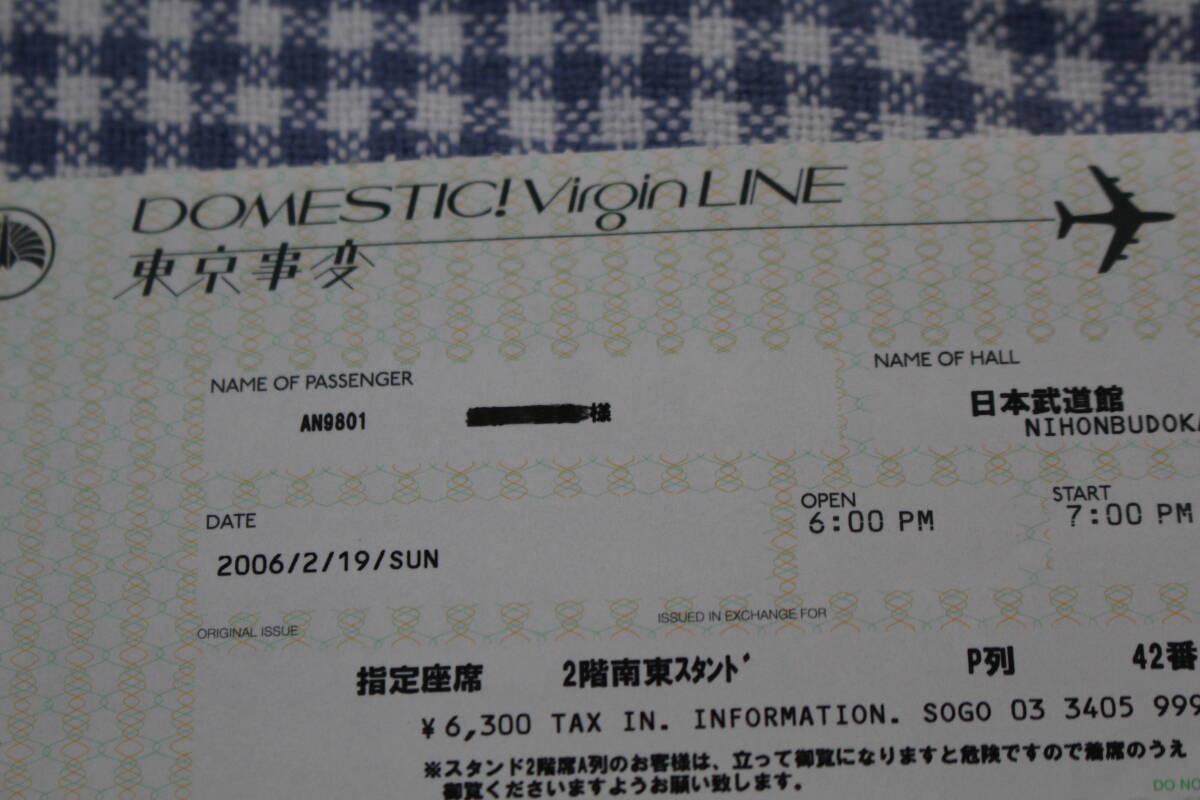 DOMESTIC! Virgin LINE
東京事変
NAME OF PASSENGER
AN9801 様
NAME OF HALL
日本武道館
NIHONBUDOKA
DATE
2006/2/19/SUN
OPEN
6:00 PM
START
7:00 PM
ORIGINAL ISSUE
ISSUED IN EXCHANGE FOR
指定座席 2階南東スタンド P列 42番
¥6,300 TAX IN. INFORMATION. SOGO 03 3405 999
※スタンド2階席A列のお客様は、立って御覧になりますと危険ですので着席のうえ
御覧くださいますようお願い致します。
DO NO